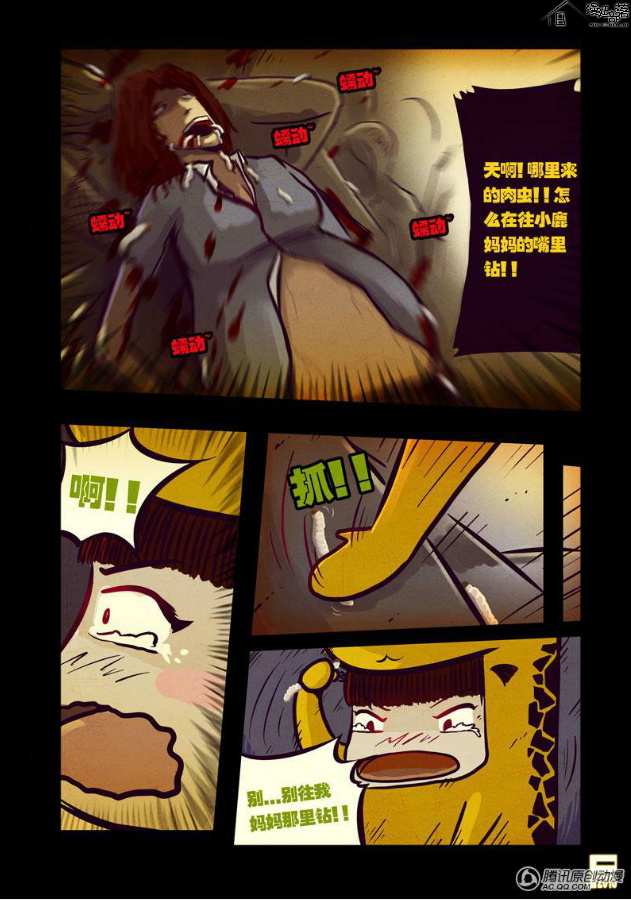 蠕动~
蠕动~
蠕动~
蠕动~
蠕动~
天啊！哪里来
的肉虫！！怎
么在往小鹿
妈妈的嘴里
钻！！
啊！！
抓！！
别...别往我
妈妈那里钻！！
腾讯原创动漫
AC.QQ.COM